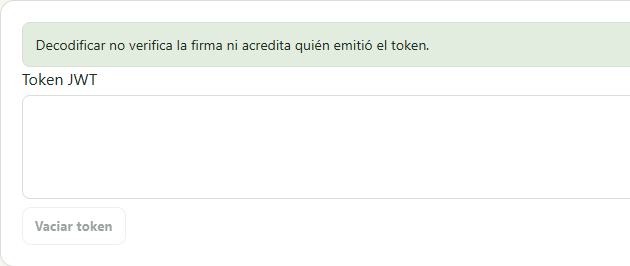 Decodificar no verifica la firma ni acredita quién emitió el token.
Token JWT
Vaciar token